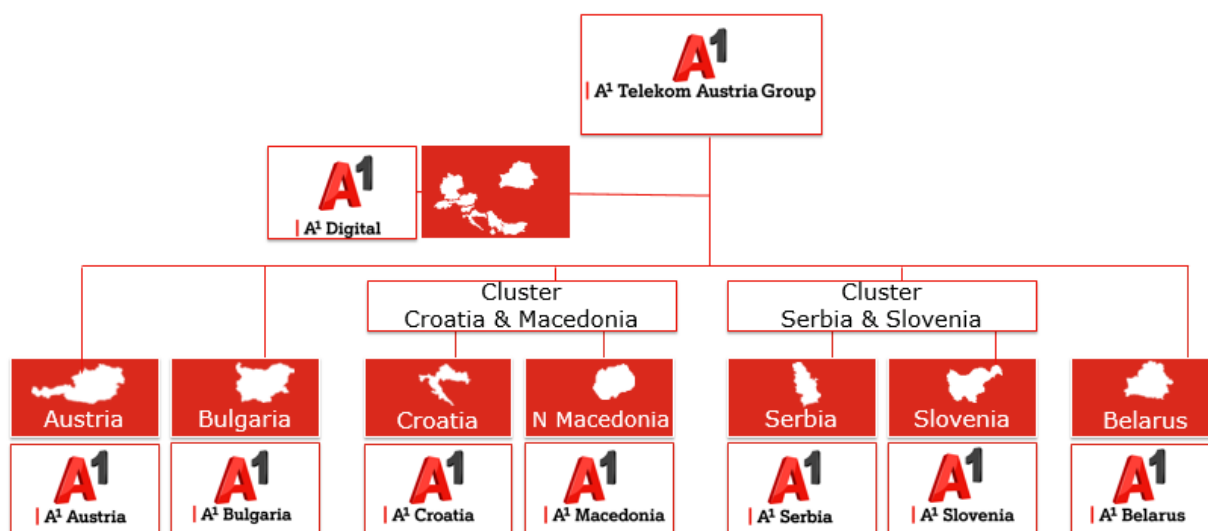 A1
A¹ Telekom Austria Group
A1
A¹ Digital
Cluster
Croatia & Macedonia
Cluster
Serbia & Slovenia
Austria
Bulgaria
Croatia
N Macedonia
Serbia
Slovenia
Belarus
A1
A¹ Austria
A1
A¹ Bulgaria
A1
A¹ Croatia
A1
A¹ Macedonia
A1
A¹ Serbia
A1
A¹ Slovenia
A1
A¹ Belarus